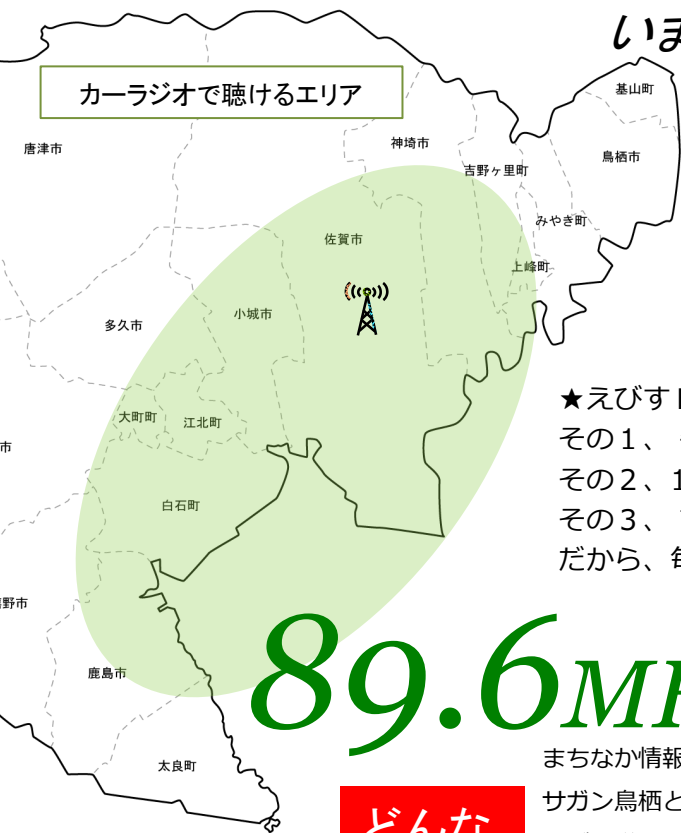 いま
カーラジオで聴けるエリア
基山町
唐津市
神埼市
鳥栖市
吉野ヶ里町
みやき町
佐賀市
上峰町
小城市
多久市
大町町
江北町
★えびす
市
その１、
白石町
その２、1
その３、
だから、毎
野市
89.6MH
鹿島市
まちなか情報
太良町
サガン鳥栖と
どんな